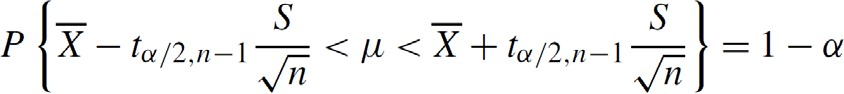 P { X̅ − t_{α/2,n−1} S/√n < μ < X̅ + t_{α/2,n−1} S/√n } = 1 − α